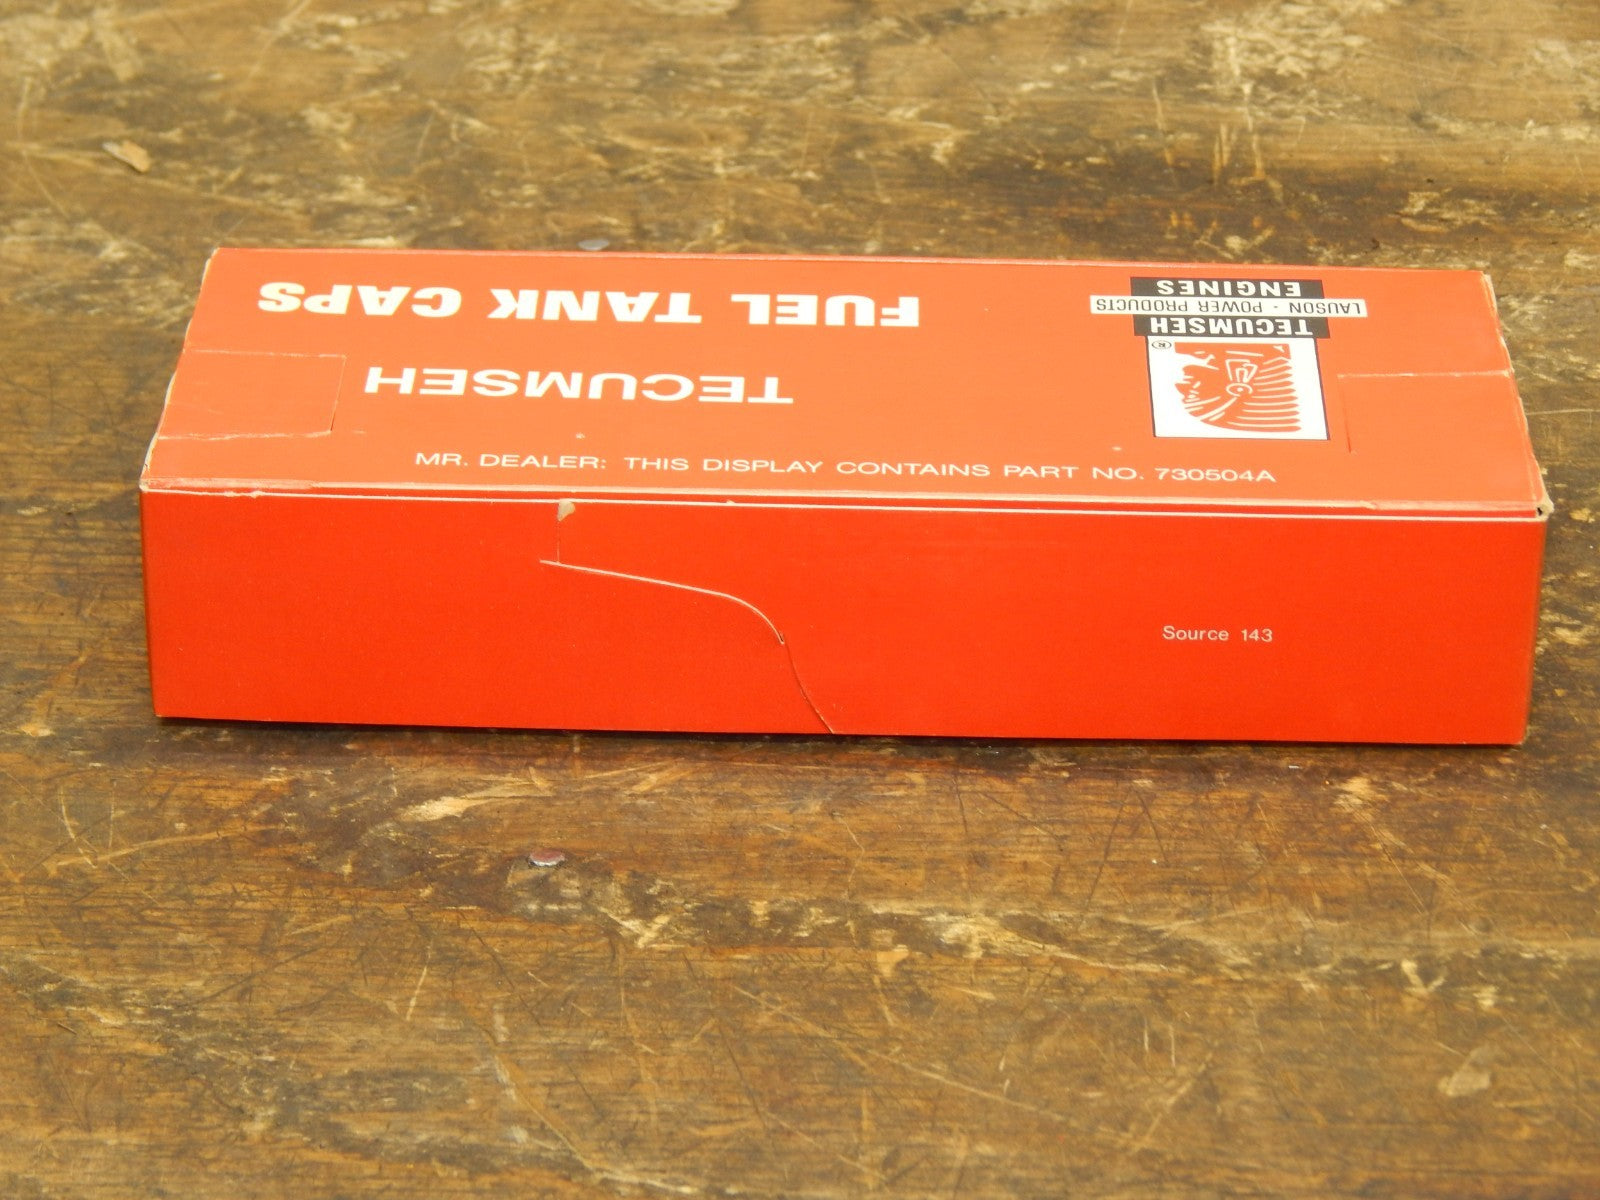 TECUMSEH
FUEL TANK CAPS
®
TECUMSEH
LAUSON · POWER PRODUCTS
ENGINES
MR. DEALER: THIS DISPLAY CONTAINS PART NO. 730504A
Source 143